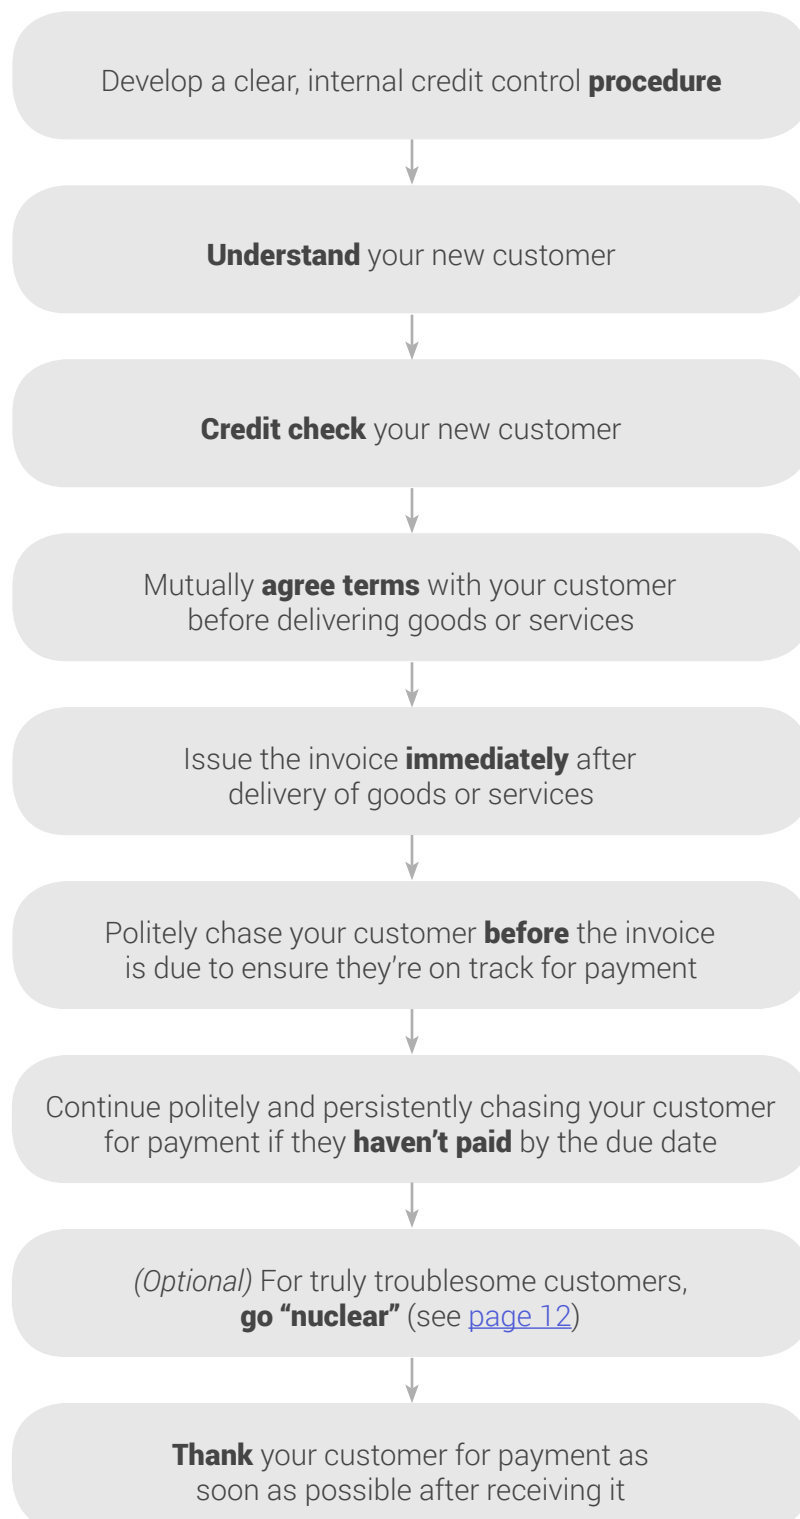 Develop a clear, internal credit control procedure
Understand your new customer
Credit check your new customer
Mutually agree terms with your customer
before delivering goods or services
Issue the invoice immediately after
delivery of goods or services
Politely chase your customer before the invoice
is due to ensure they're on track for payment
Continue politely and persistently chasing your customer
for payment if they haven't paid by the due date
(Optional) For truly troublesome customers,
go “nuclear” (see page 12)
Thank your customer for payment as
soon as possible after receiving it